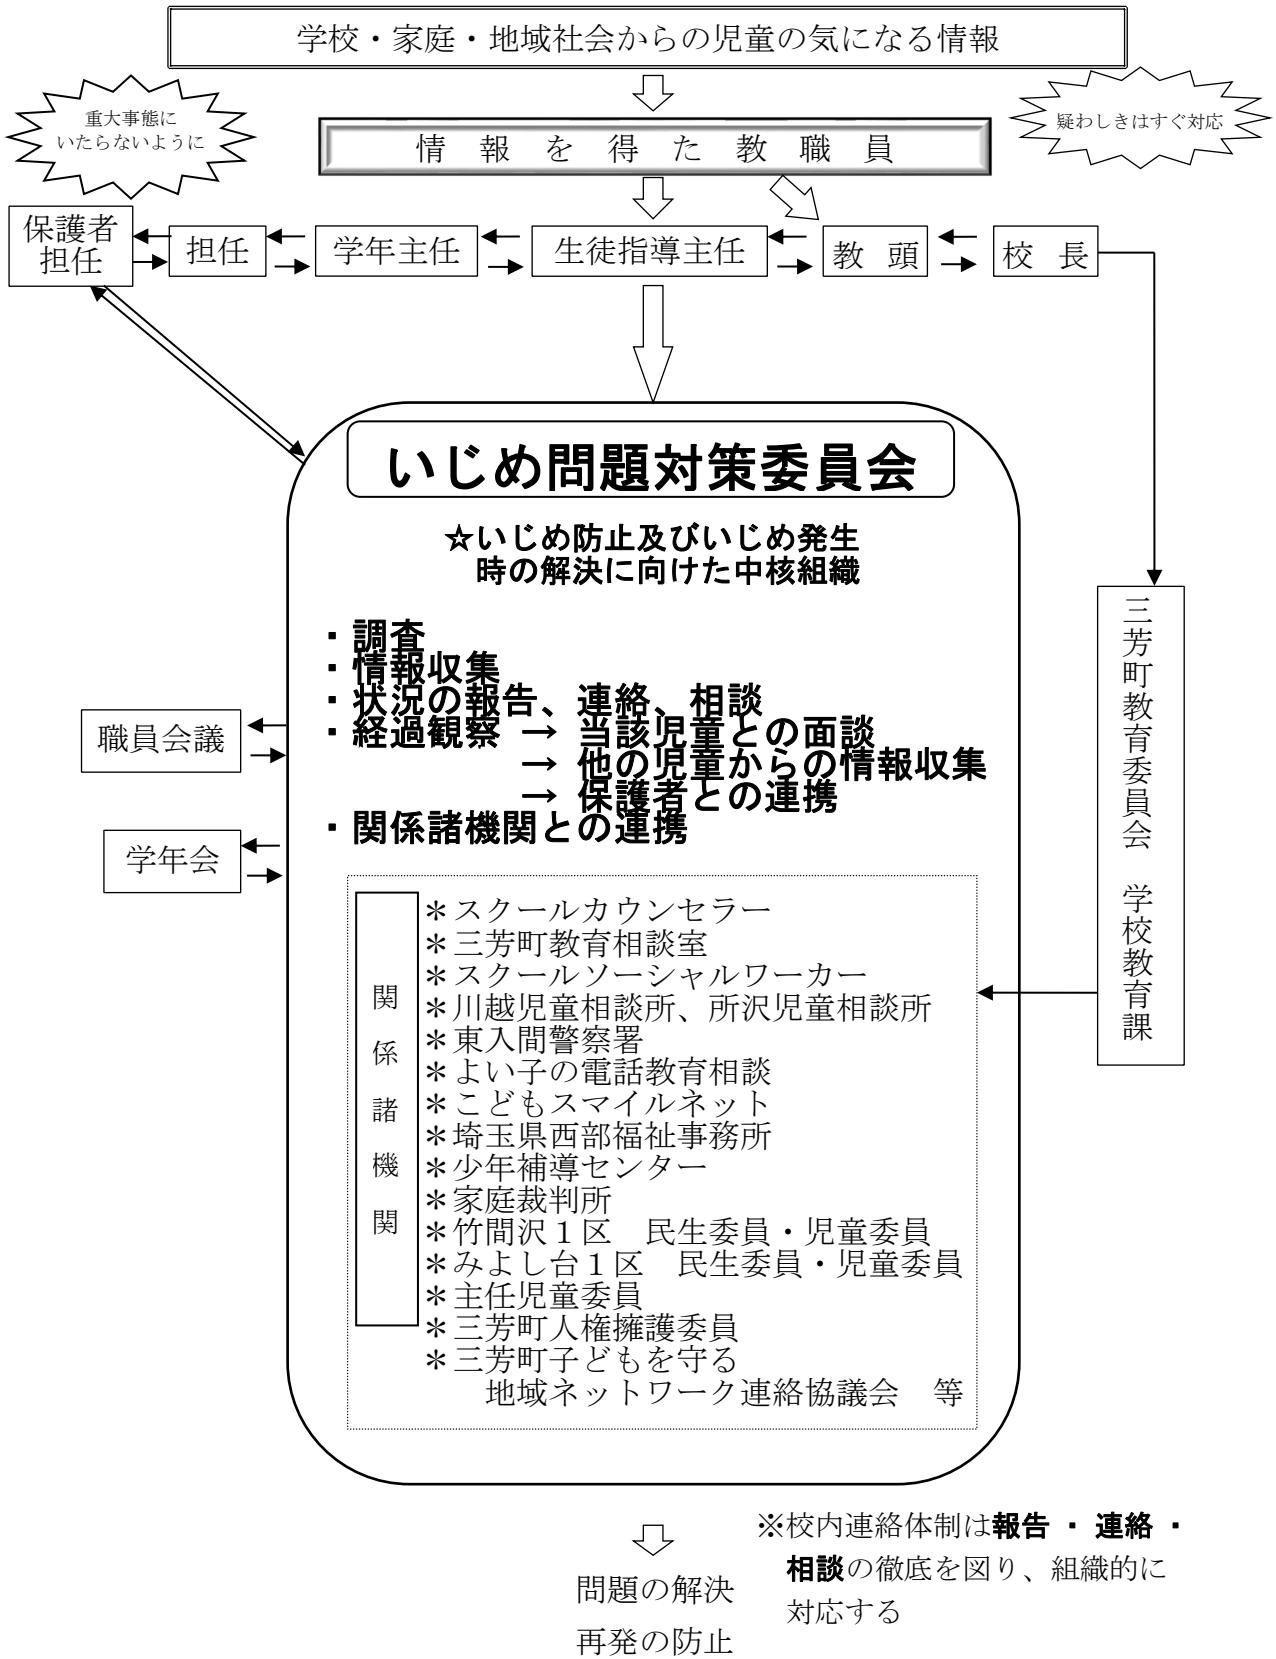 学校・家庭・地域社会からの児童の気になる情報
重大事態に
いたらないように
疑わしきはすぐ対応
情報を得た教職員
保護者
担任
担任
学年主任
生徒指導主任
教　頭
校　長
いじめ問題対策委員会
☆いじめ防止及びいじめ発生
時の解決に向けた中核組織
・調査
・情報収集
・状況の報告、連絡、相談
・経過観察　→　当該児童との面談
→　他の児童からの情報収集
→　保護者との連携
・関係諸機関との連携
職員会議
学年会
三芳町教育委員会　学校教育課
関係諸機関
＊スクールカウンセラー
＊三芳町教育相談室
＊スクールソーシャルワーカー
＊川越児童相談所、所沢児童相談所
＊東入間警察署
＊よい子の電話教育相談
＊こどもスマイルネット
＊埼玉県西部福祉事務所
＊少年補導センター
＊家庭裁判所
＊竹間沢１区　民生委員・児童委員
＊みよし台１区　民生委員・児童委員
＊主任児童委員
＊三芳町人権擁護委員
＊三芳町子どもを守る
地域ネットワーク連絡協議会　等
※校内連絡体制は報告・連絡・
相談の徹底を図り、組織的に
対応する
問題の解決
再発の防止